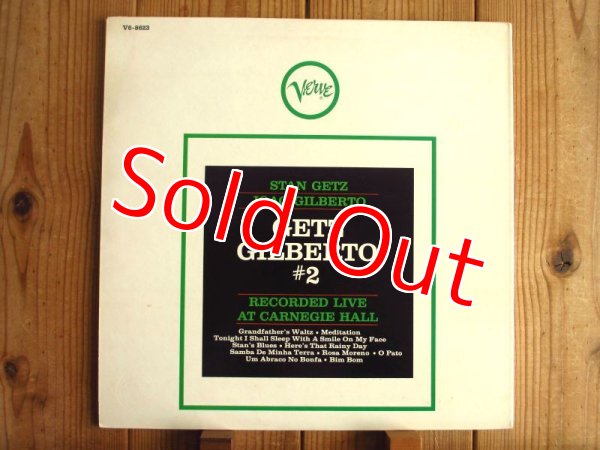 V6-8623
Verve
STAN GETZ
GILBERTO
GETZ
GILBERTO
#2
Sold Out
RECORDED LIVE
AT CARNEGIE HALL
Grandfather's Waltz • Meditation
Tonight I Shall Sleep With A Smile On My Face
Stan's Blues • Here's That Rainy Day
Samba De Minha Terra • Rosa Moreno • O Pato
Um Abraco No Bonfa • Bim Bom